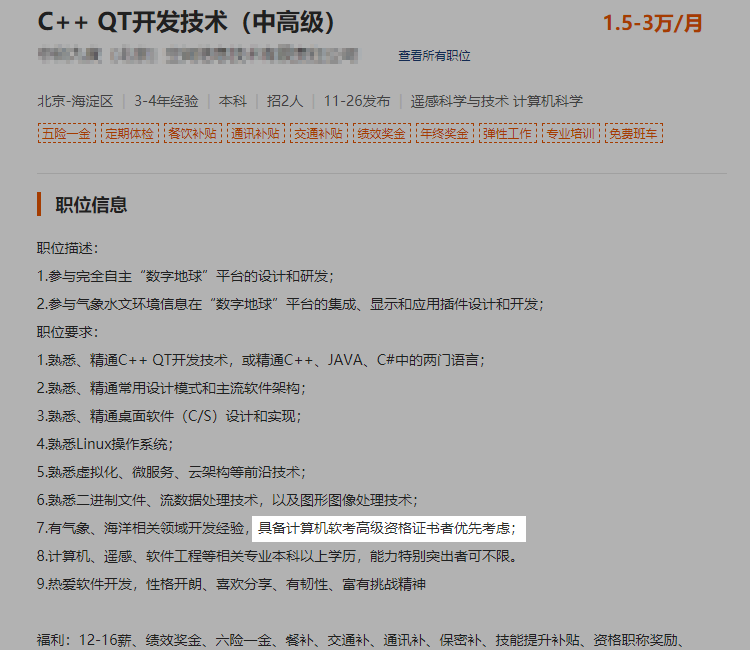 C++ QT开发技术（中高级）
1.5-3万/月
查看所有职位
北京-海淀区 | 3-4年经验 | 本科 | 招2人 | 11-26发布 | 遥感科学与技术 计算机科学
五险一金 定期体检 餐饮补贴 通讯补贴 交通补贴 绩效奖金 年终奖金 弹性工作 专业培训 免费班车
职位信息
职位描述：
1.参与完全自主“数字地球”平台的设计和研发；
2.参与气象水文环境信息在“数字地球”平台的集成、显示和应用插件设计和开发；
职位要求：
1.熟悉、精通C++ QT开发技术，或精通C++、JAVA、C#中的两门语言；
2.熟悉、精通常用设计模式和主流软件架构；
3.熟悉、精通桌面软件（C/S）设计和实现；
4.熟悉Linux操作系统；
5.熟悉虚拟化、微服务、云架构等前沿技术；
6.熟悉二进制文件、流数据处理技术，以及图形图像处理技术；
7.有气象、海洋相关领域开发经验，具备计算机软考高级资格证书者优先考虑；
8.计算机、遥感、软件工程等相关专业本科以上学历，能力特别突出者可不限。
9.热爱软件开发，性格开朗、喜欢分享、有韧性、富有挑战精神
福利：12-16薪、绩效奖金、六险一金、餐补、交通补、通讯补、保密补、技能提升补贴、资格职称奖励、